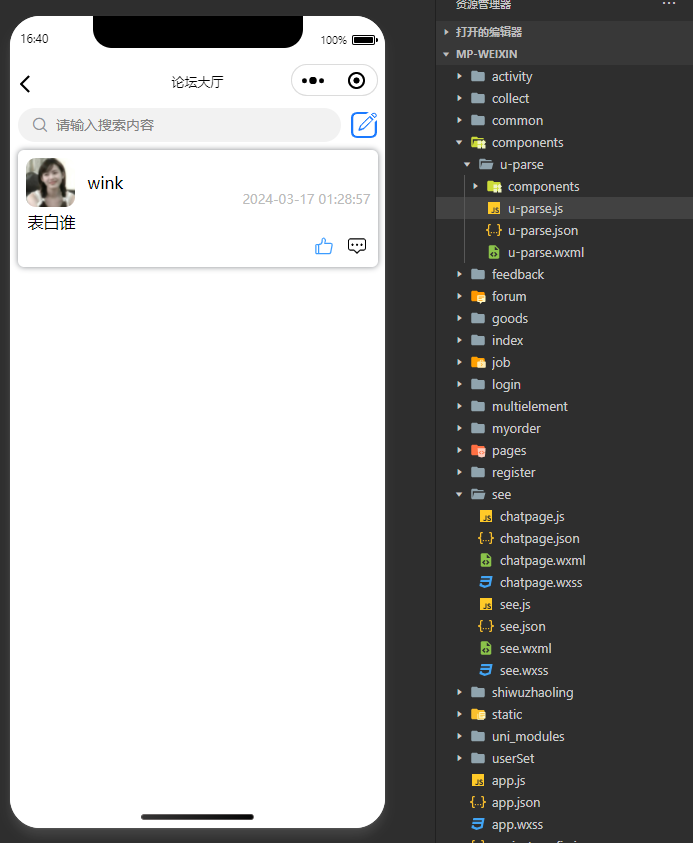 16:40
100%
论坛大厅
请输入搜索内容
wink
2024-03-17 01:28:57
表白谁
资源管理器
打开的编辑器
MP-WEIXIN
activity
collect
common
components
u-parse
components
u-parse.js
u-parse.json
u-parse.wxml
feedback
forum
goods
index
job
login
multielement
myorder
pages
register
see
chatpage.js
chatpage.json
chatpage.wxml
chatpage.wxss
see.js
see.json
see.wxml
see.wxss
shiwuzhaoling
static
uni_modules
userSet
app.js
app.json
app.wxss